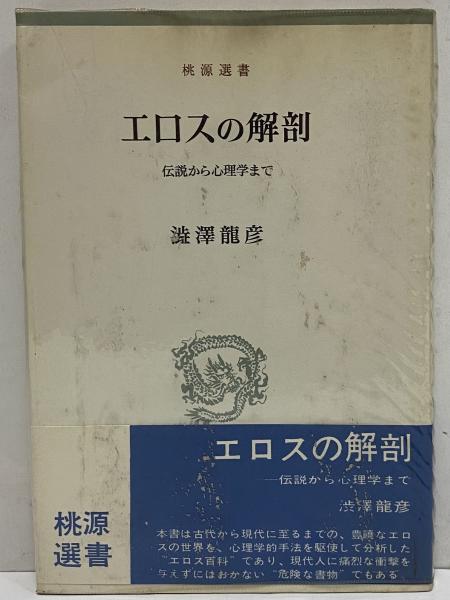 桃源選書
エロスの解剖
伝説から心理学まで
澁澤龍彦
エロスの解剖
―伝説から心理学まで
澁澤龍彦
桃源
選書
本書は古代から現代に至るまでの、豊饒なエロ
スの世界を、心理学的手法を駆使して分析した
“エロス百科”であり、現代人に痛烈な衝撃を
与えずにはおかない“危険な書物”でもある。